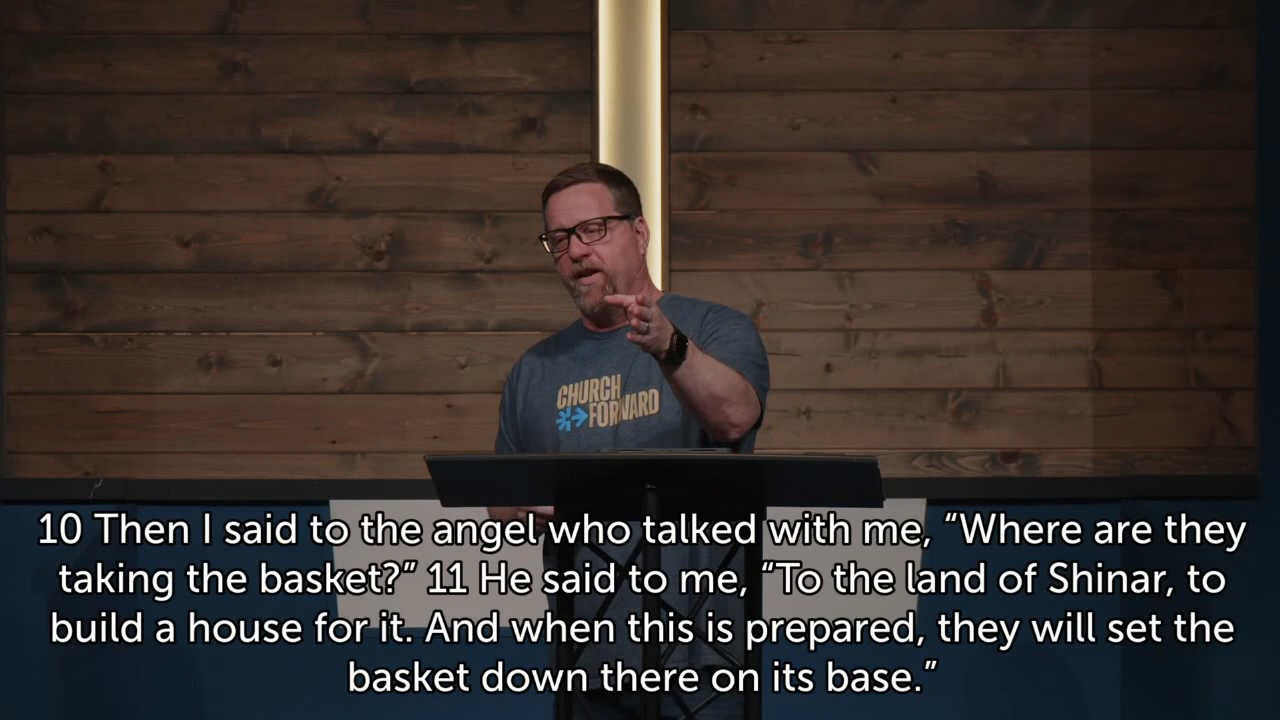 CHURCH
FORWARD
10 Then I said to the angel who talked with me, “Where are they
taking the basket?” 11 He said to me, “To the land of Shinar, to
build a house for it. And when this is prepared, they will set the
basket down there on its base.”